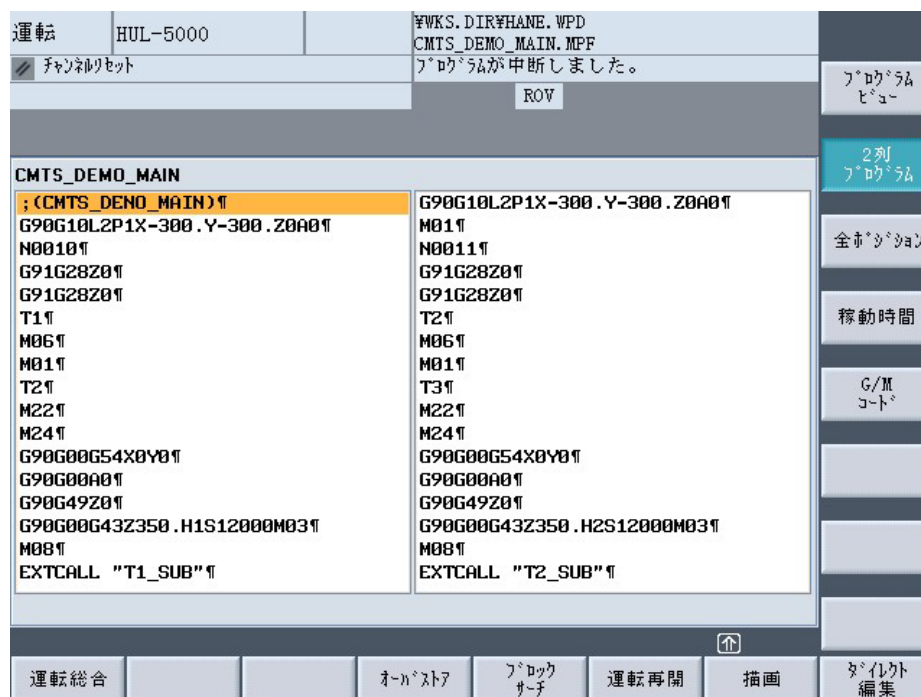 運転
HUL-5000
¥WKS.DIR¥HANE.WPD
CMTS_DEMO_MAIN.MPF
チャンネルリセット
プログラムが中断しました。
ROV
CMTS_DEMO_MAIN
;(CMTS_DENO_MAIN)¶
G90G10L2P1X-300.Y-300.Z0A0¶
N0010¶
G91G28Z0¶
G91G28Z0¶
T1¶
M06¶
M01¶
T2¶
M22¶
M24¶
G90G00G54X0Y0¶
G90G00A0¶
G90G49Z0¶
G90G00G43Z350.H1S12000M03¶
M08¶
EXTCALL "T1_SUB"¶
G90G10L2P1X-300.Y-300.Z0A0¶
M01¶
N0011¶
G91G28Z0¶
G91G28Z0¶
T2¶
M06¶
M01¶
T3¶
M22¶
M24¶
G90G00G54X0Y0¶
G90G00A0¶
G90G49Z0¶
G90G00G43Z350.H2S12000M03¶
M08¶
EXTCALL "T2_SUB"¶
プログラム
ビュー
2列
プログラム
全ポジション
稼動時間
G/M
コード
運転総合
オーバストア
ブロック
サーチ
運転再開
描画
ダイレクト
編集